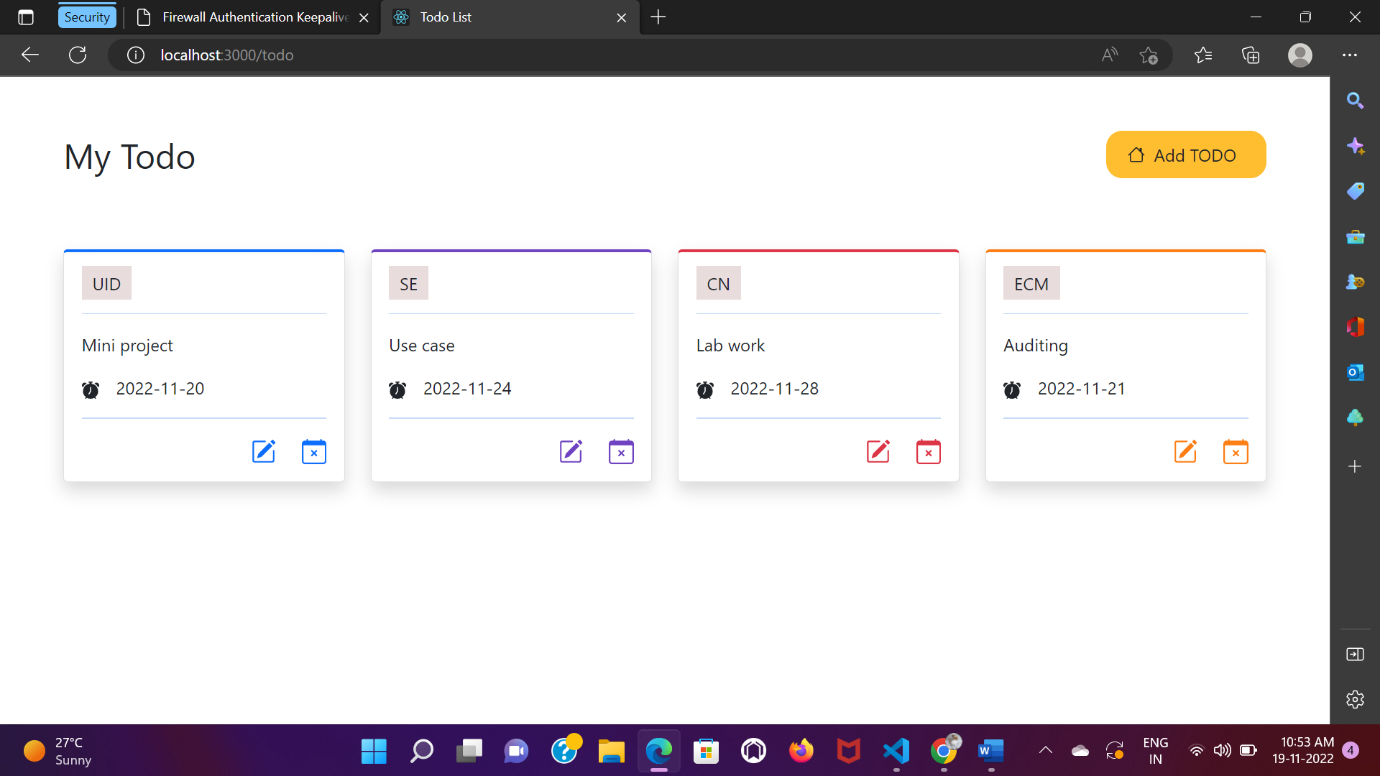 Security
Firewall Authentication Keepalive
Todo List
localhost:3000/todo
My Todo
Add TODO
UID
Mini project
2022-11-20
SE
Use case
2022-11-24
CN
Lab work
2022-11-28
ECM
Auditing
2022-11-21
27°C
Sunny
ENG
IN
10:53 AM
19-11-2022
4